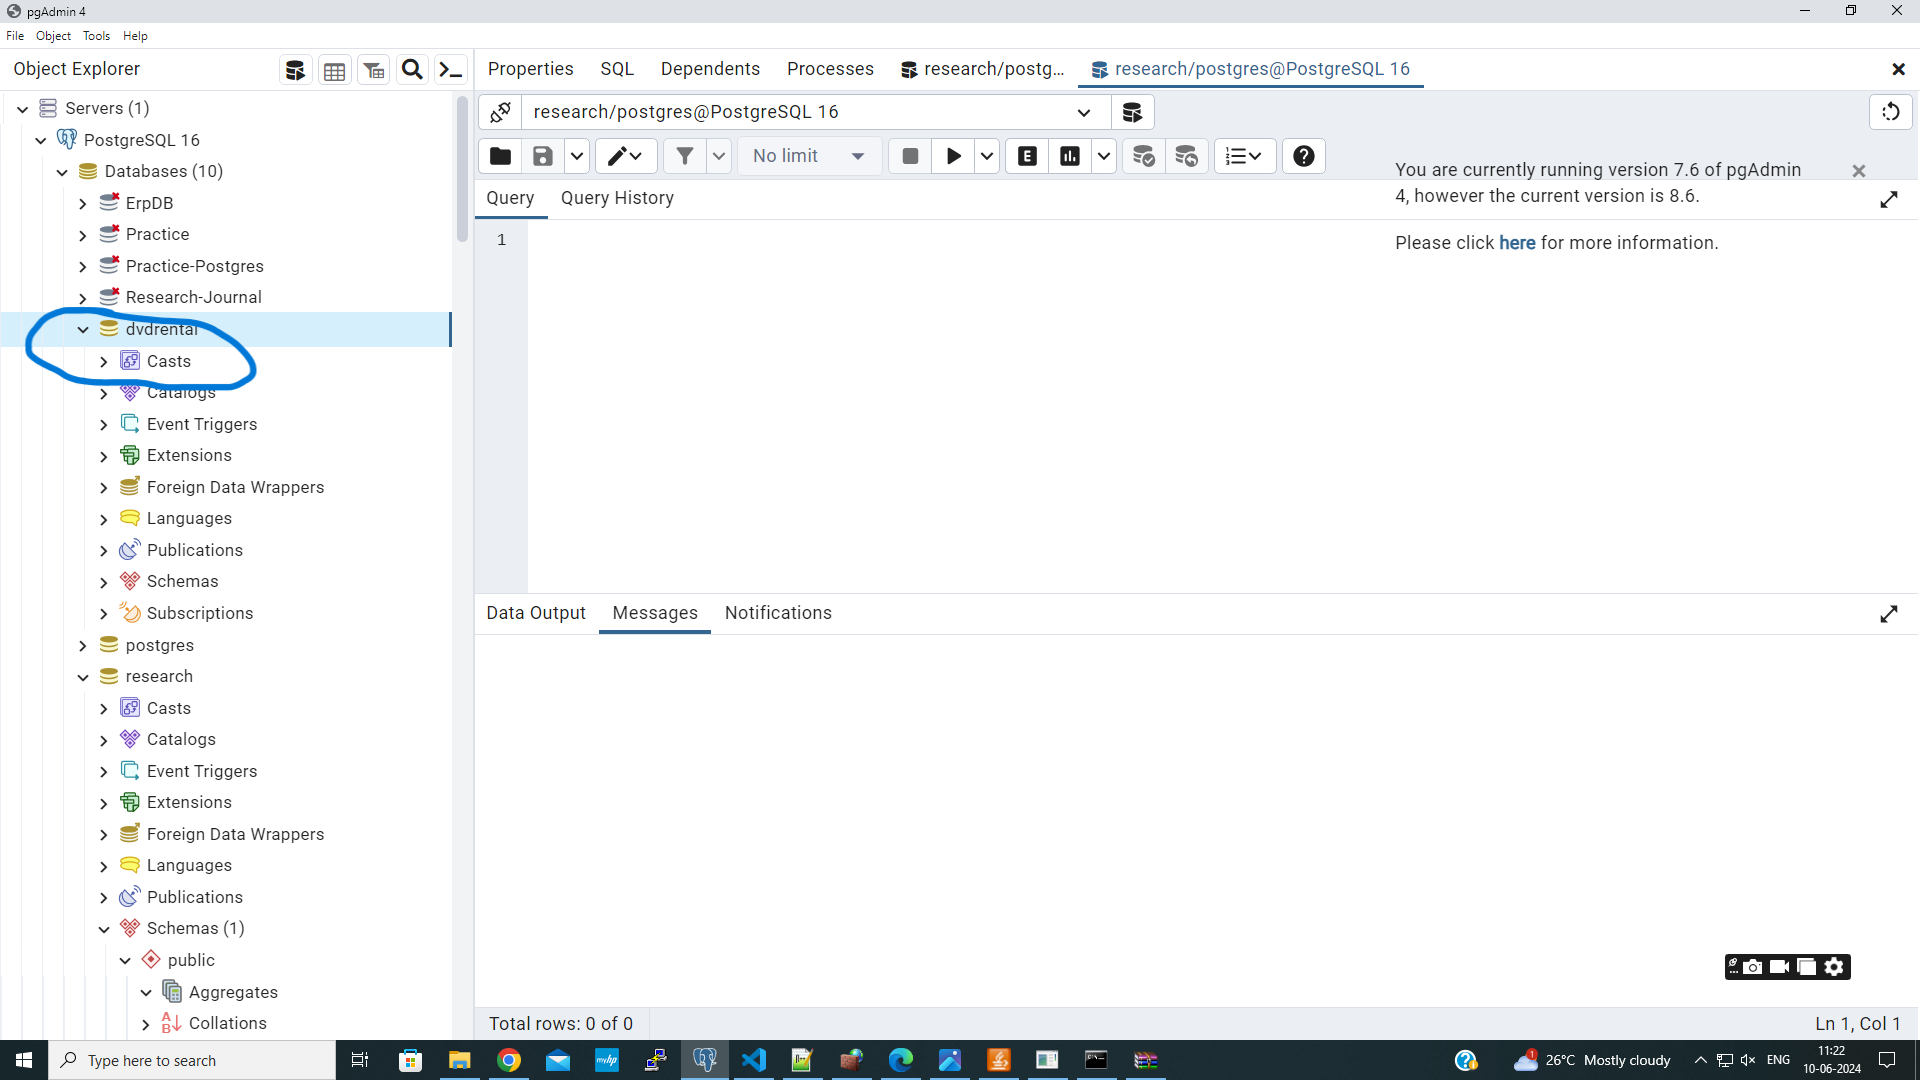 pgAdmin 4
File Object Tools Help
Object Explorer
Properties SQL Dependents Processes research/postg... research/postgres@PostgreSQL 16
Servers (1)
PostgreSQL 16
Databases (10)
ErpDB
Practice
Practice-Postgres
Research-Journal
dvdrental
Casts
Catalogs
Event Triggers
Extensions
Foreign Data Wrappers
Languages
Publications
Schemas
Subscriptions
postgres
research
Casts
Catalogs
Event Triggers
Extensions
Foreign Data Wrappers
Languages
Publications
Schemas (1)
public
Aggregates
Collations
research/postgres@PostgreSQL 16
No limit
E
You are currently running version 7.6 of pgAdmin
4, however the current version is 8.6.
Please click here for more information.
Query Query History
1
Data Output Messages Notifications
Total rows: 0 of 0
Ln 1, Col 1
Type here to search
myhp
1
26°C Mostly cloudy
ENG
11:22
10-06-2024